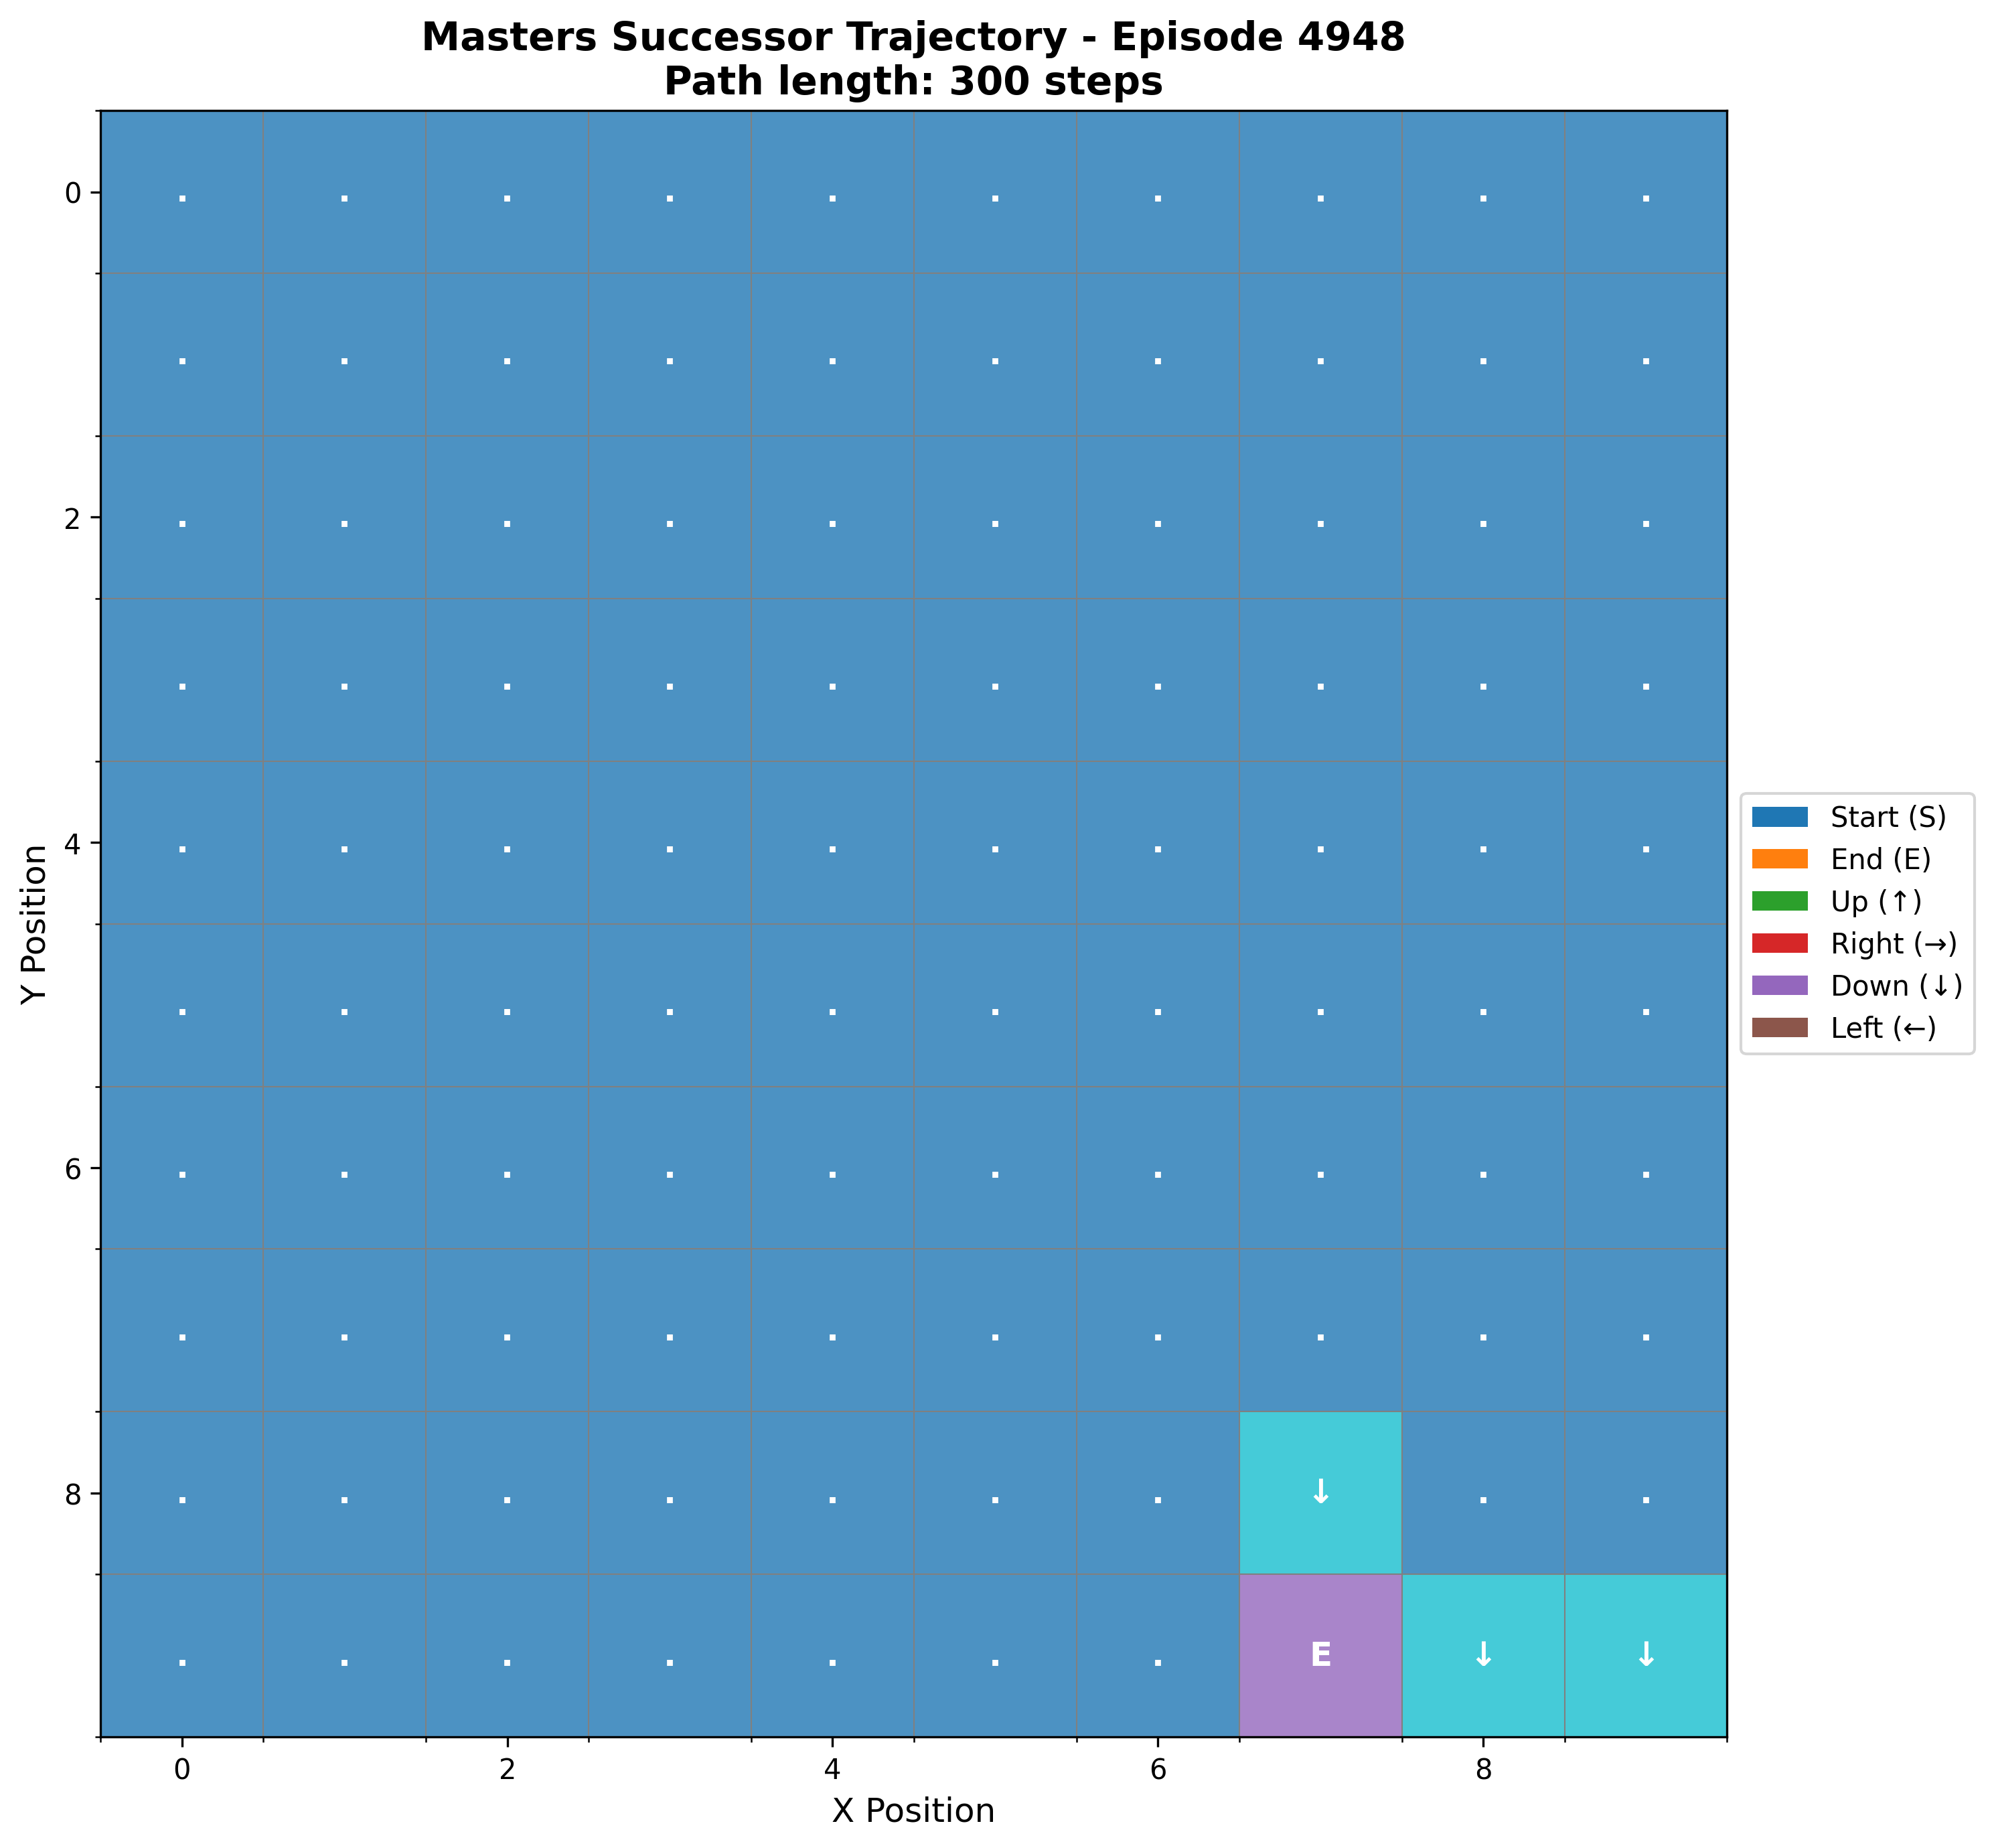 Masters Successor Trajectory - Episode 4948
Path length: 300 steps
0
2
4
6
8
Y Position
↓
E ↓ ↓
0 2 4 6 8
X Position
Start (S)
End (E)
Up (↑)
Right (→)
Down (↓)
Left (←)